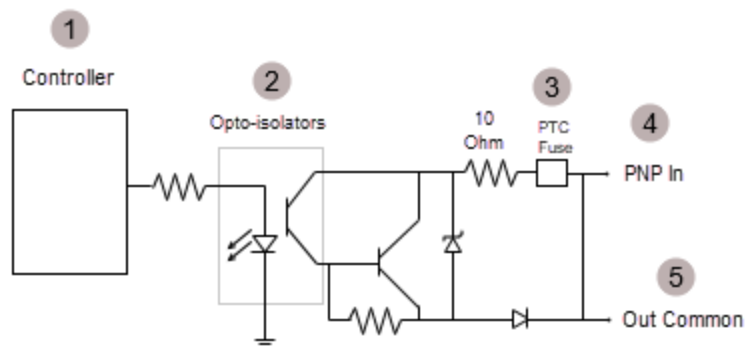 1
Controller
2
Opto-isolators
10
Ohm
3
PTC
Fuse
4
PNP In
5
Out Common